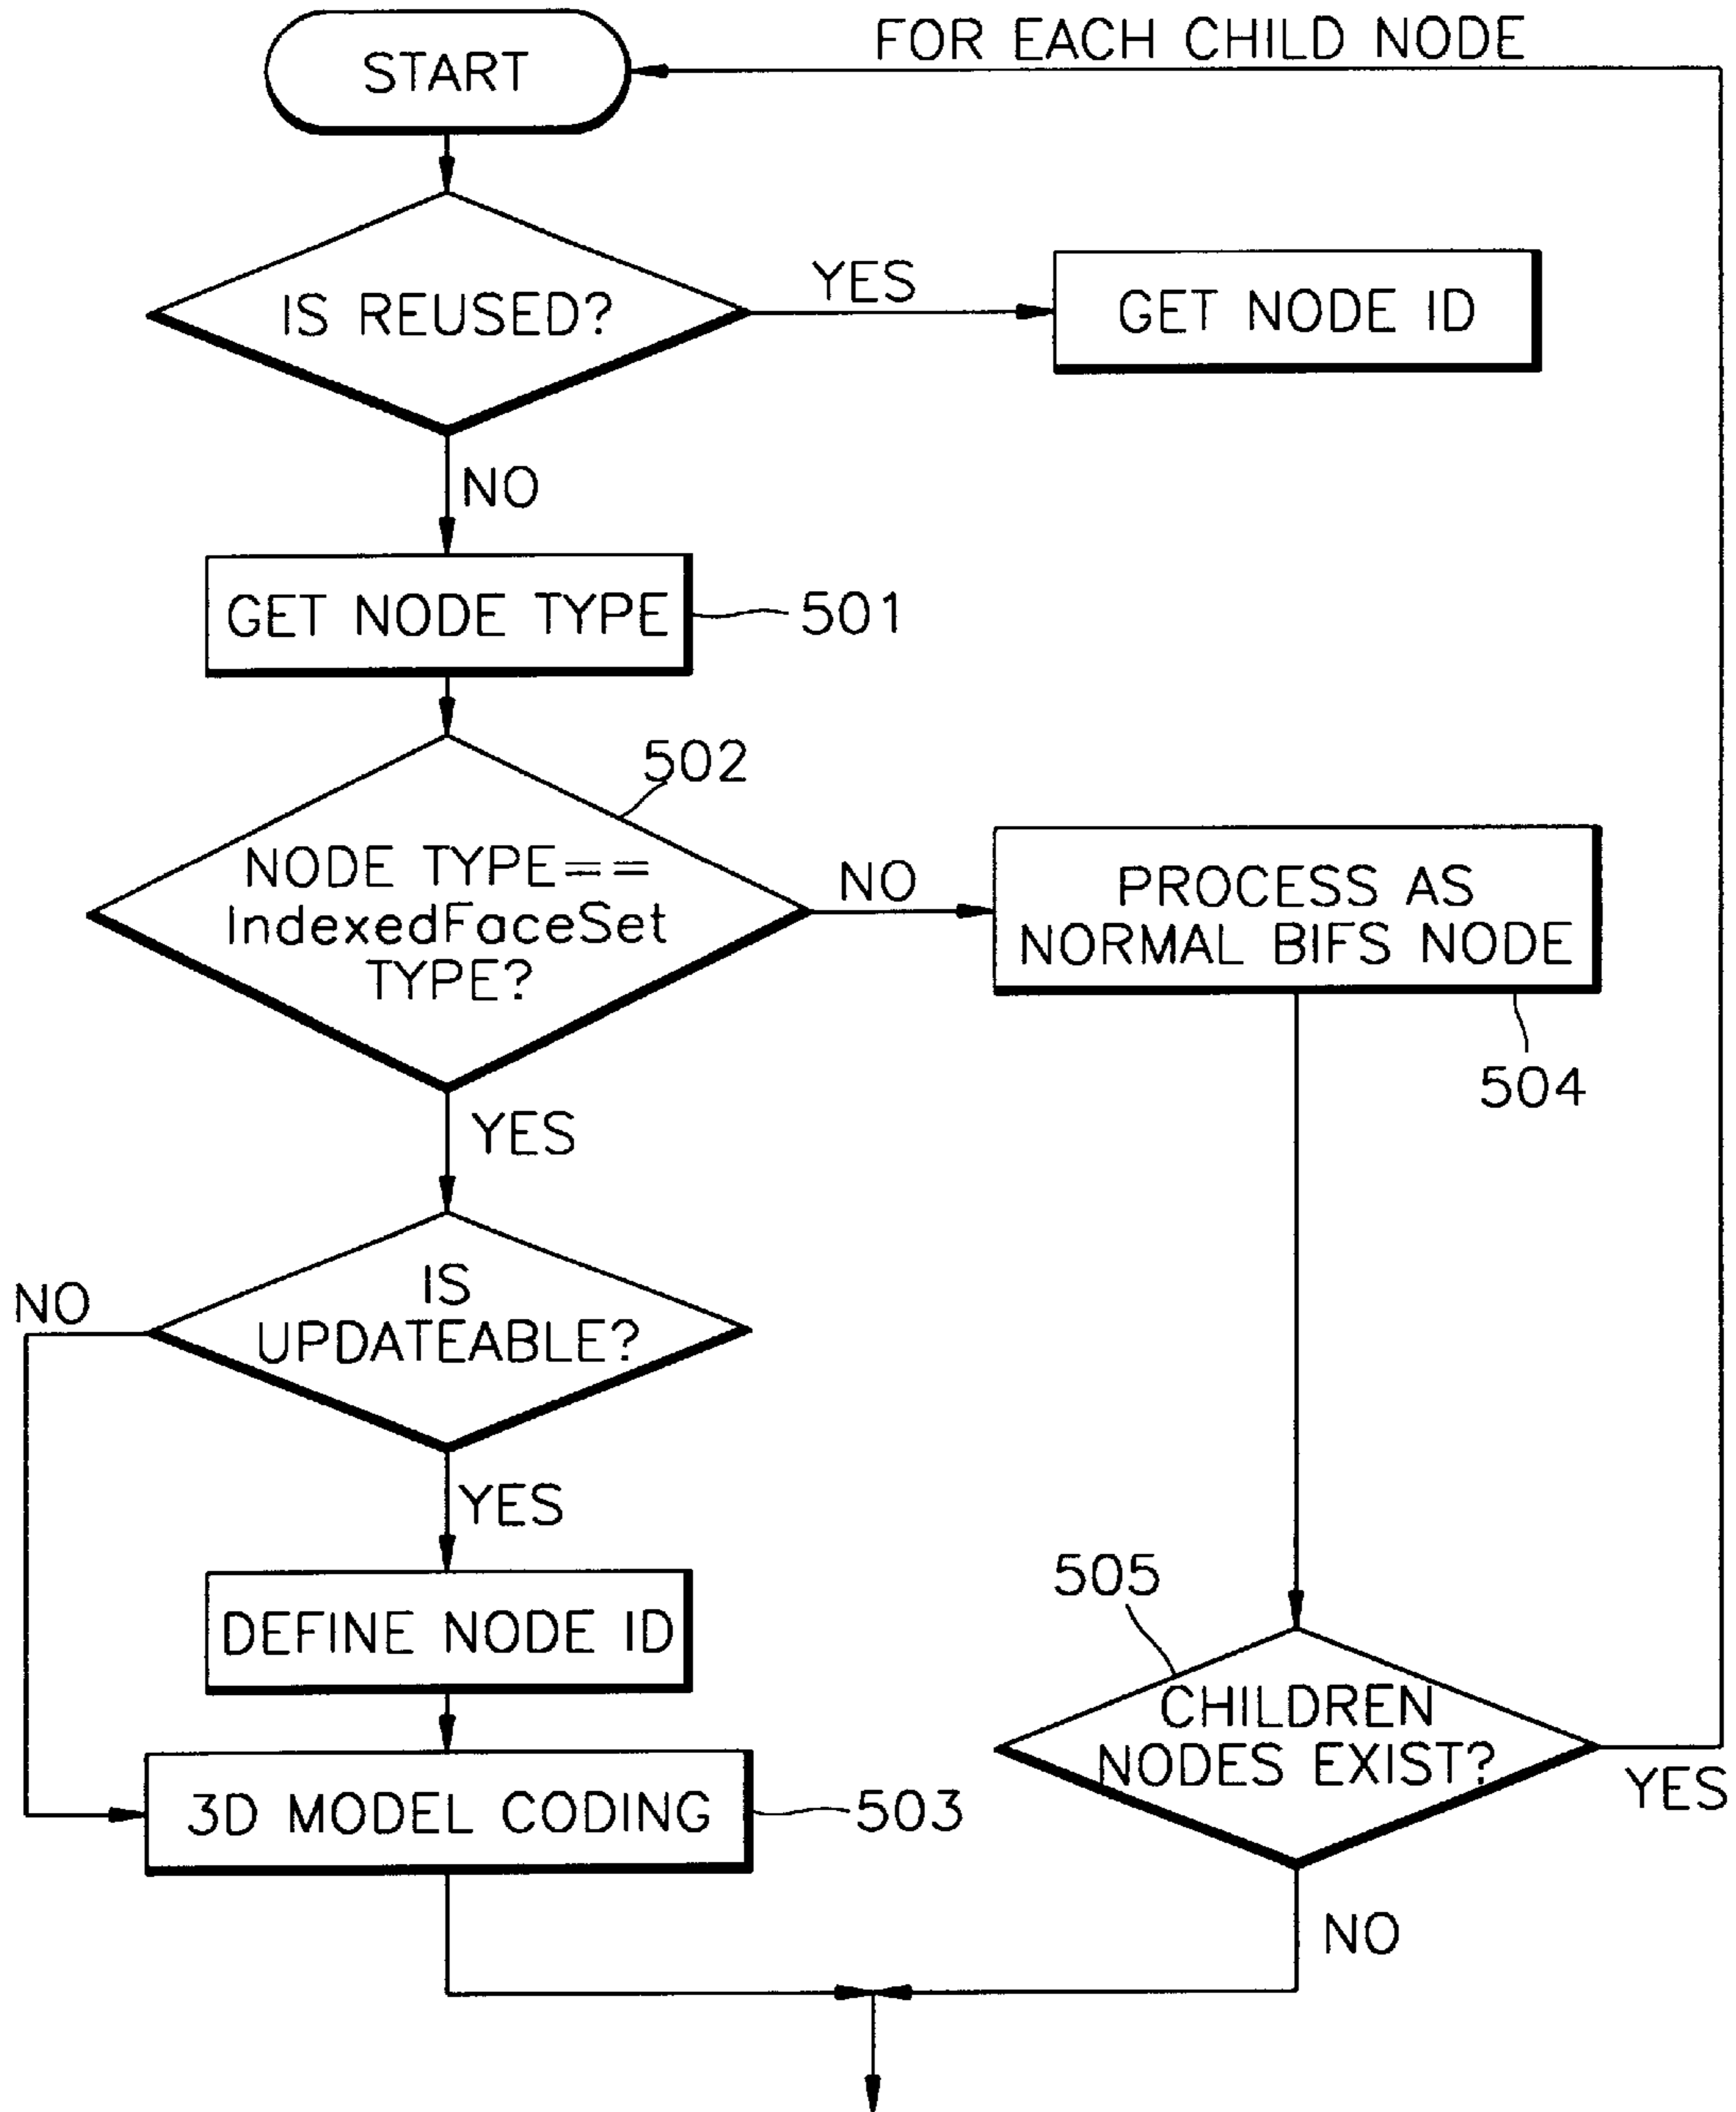 FOR EACH CHILD NODE
START
IS REUSED?
YES
GET NODE ID
NO
GET NODE TYPE
501
502
NODE TYPE==
IndexedFaceSet
TYPE?
NO
PROCESS AS
NORMAL BIFS NODE
504
YES
IS
UPDATEABLE?
NO
YES
DEFINE NODE ID
505
CHILDREN
NODES EXIST?
YES
3D MODEL CODING
503
NO